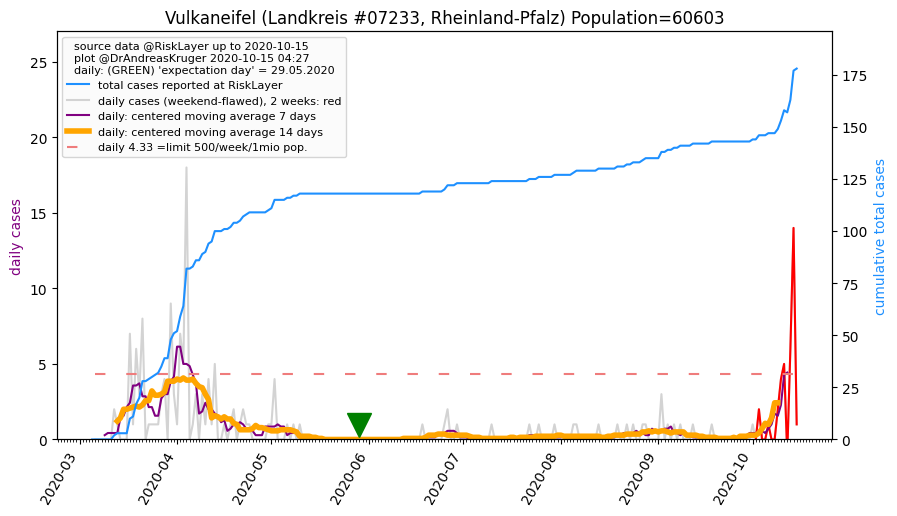 Vulkaneifel (Landkreis #07233, Rheinland-Pfalz) Population=60603
source data @RiskLayer up to 2020-10-15
plot @DrAndreasKruger 2020-10-15 04:27
daily: (GREEN) 'expectation day' = 29.05.2020
total cases reported at RiskLayer
daily cases (weekend-flawed), 2 weeks: red
daily: centered moving average 7 days
daily: centered moving average 14 days
daily 4.33 =limit 500/week/1mio pop.
daily cases
25
20
15
10
5
0
cumulative total cases
175
150
125
100
75
50
25
0
2020-03
2020-04
2020-05
2020-06
2020-07
2020-08
2020-09
2020-10